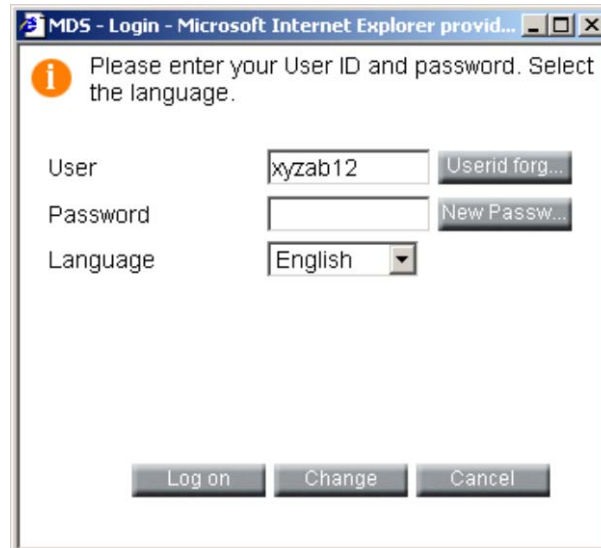 MDS - Login - Microsoft Internet Explorer provid...
Please enter your User ID and password. Select
the language.
User xyzab12 Userid forg...
Password New Passw...
Language English
Log on Change Cancel